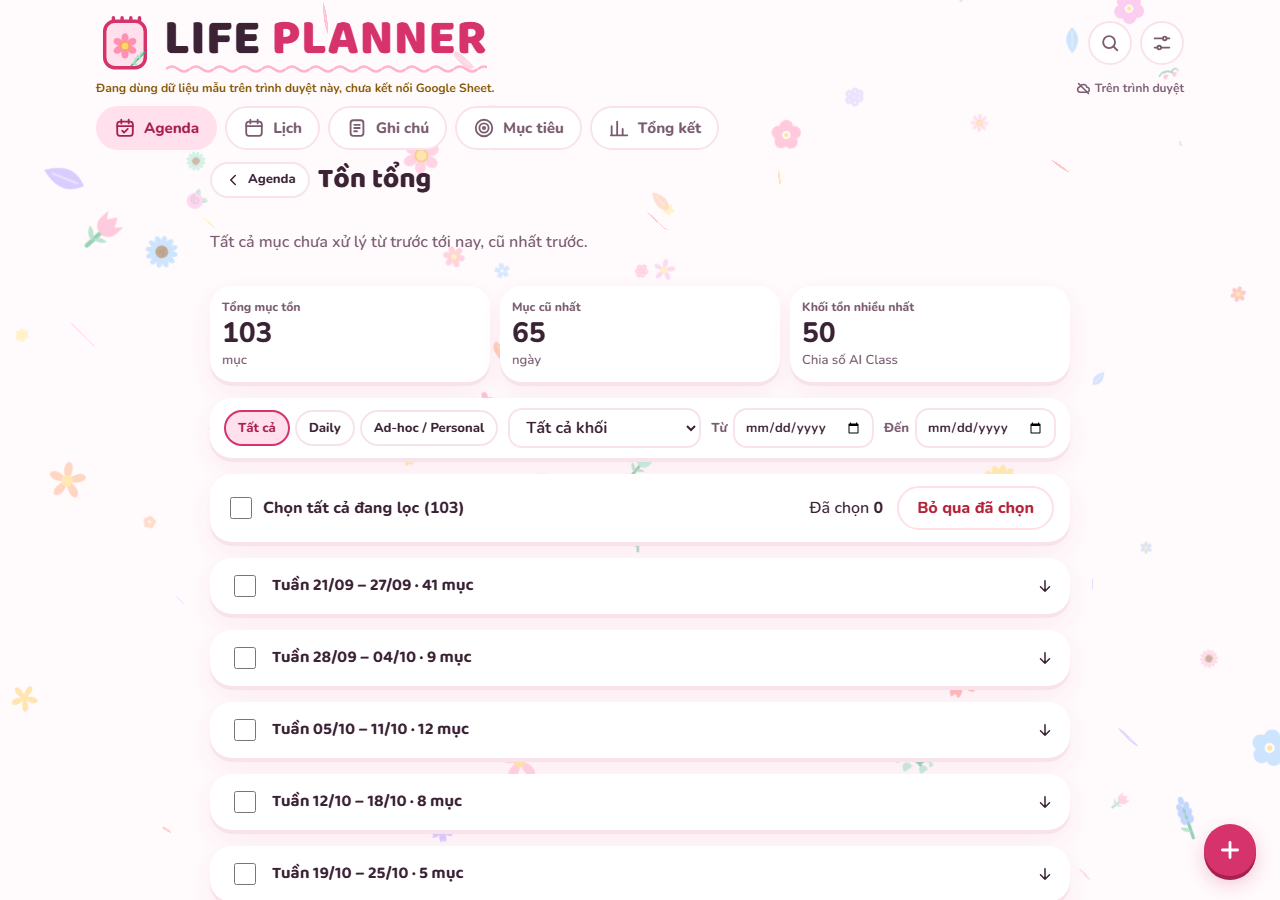 LIFE PLANNER
Đang dùng dữ liệu mẫu trên trình duyệt này, chưa kết nối Google Sheet.
Trên trình duyệt
Agenda
Lịch
Ghi chú
Mục tiêu
Tổng kết
Agenda
Tồn tổng
Tất cả mục chưa xử lý từ trước tới nay, cũ nhất trước.
Tổng mục tồn
103
mục
Mục cũ nhất
65
ngày
Khối tồn nhiều nhất
50
Chia số AI Class
Tất cả
Daily
Ad-hoc / Personal
Tất cả khối
Từ
mm/dd/yyyy
Đến
mm/dd/yyyy
Chọn tất cả đang lọc (103)
Đã chọn 0
Bỏ qua đã chọn
Tuần 21/09 – 27/09 · 41 mục
Tuần 28/09 – 04/10 · 9 mục
Tuần 05/10 – 11/10 · 12 mục
Tuần 12/10 – 18/10 · 8 mục
Tuần 19/10 – 25/10 · 5 mục